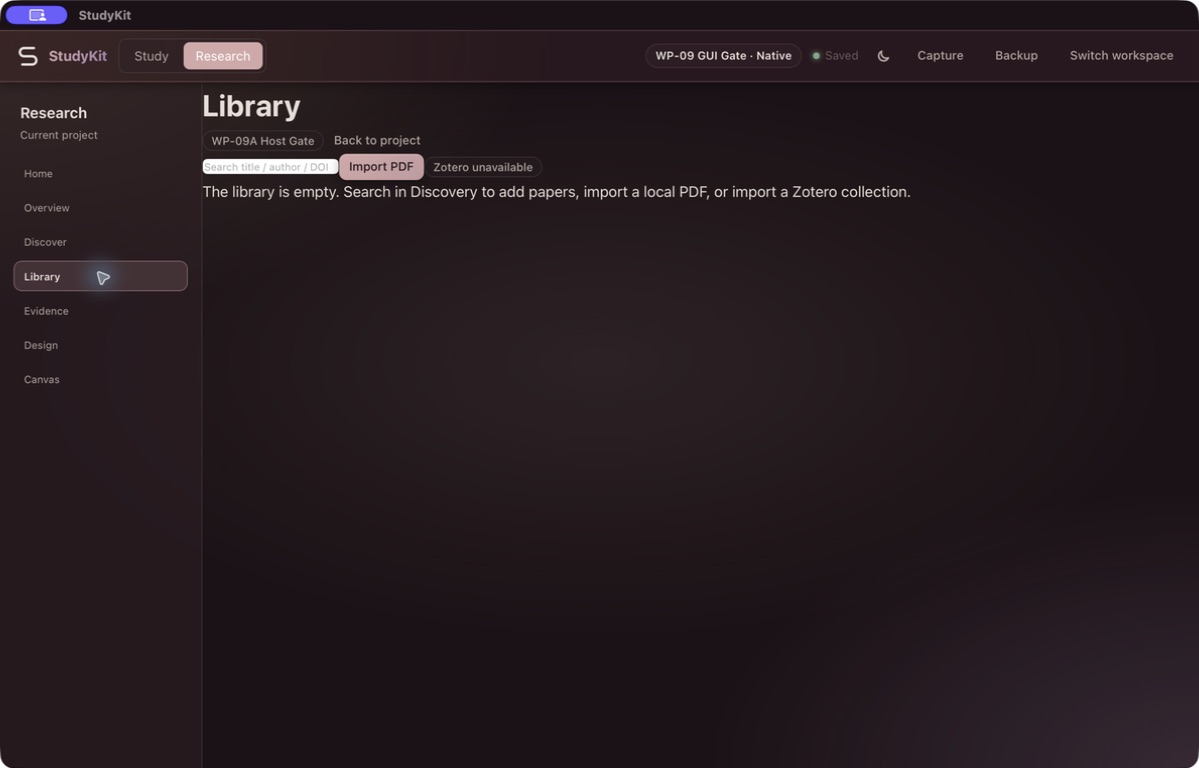 StudyKit
StudyKit Study Research WP-09 GUI Gate · Native Saved Capture Backup Switch workspace
Research
Current project
Home
Overview
Discover
Library
Evidence
Design
Canvas
Library
WP-09A Host Gate Back to project
Search title / author / DOI Import PDF Zotero unavailable
The library is empty. Search in Discovery to add papers, import a local PDF, or import a Zotero collection.